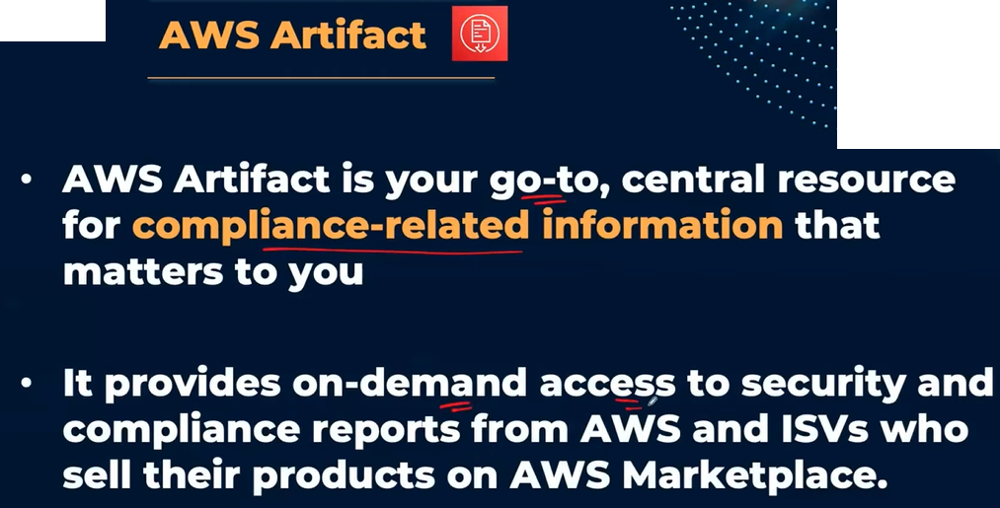 AWS Artifact
• AWS Artifact is your go-to, central resource
for compliance-related information that
matters to you
• It provides on-demand access to security and
compliance reports from AWS and ISVs who
sell their products on AWS Marketplace.